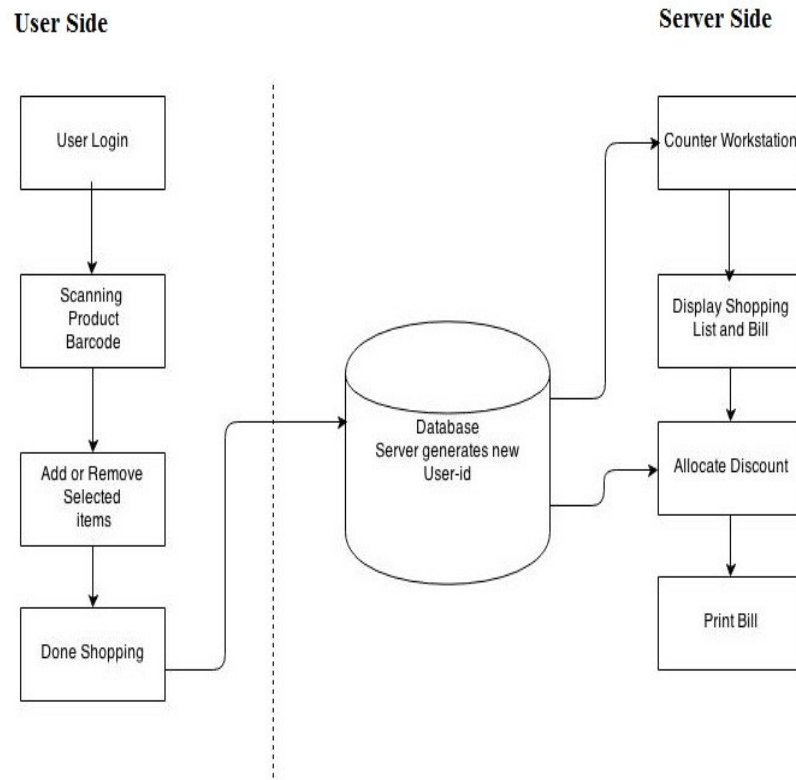 User Side
Server Side
User Login
Scanning
Product
Barcode
Add or Remove
Selected
items
Done Shopping
Database
Server generates new
User-id
Counter Workstation
Display Shopping
List and Bill
Allocate Discount
Print Bill